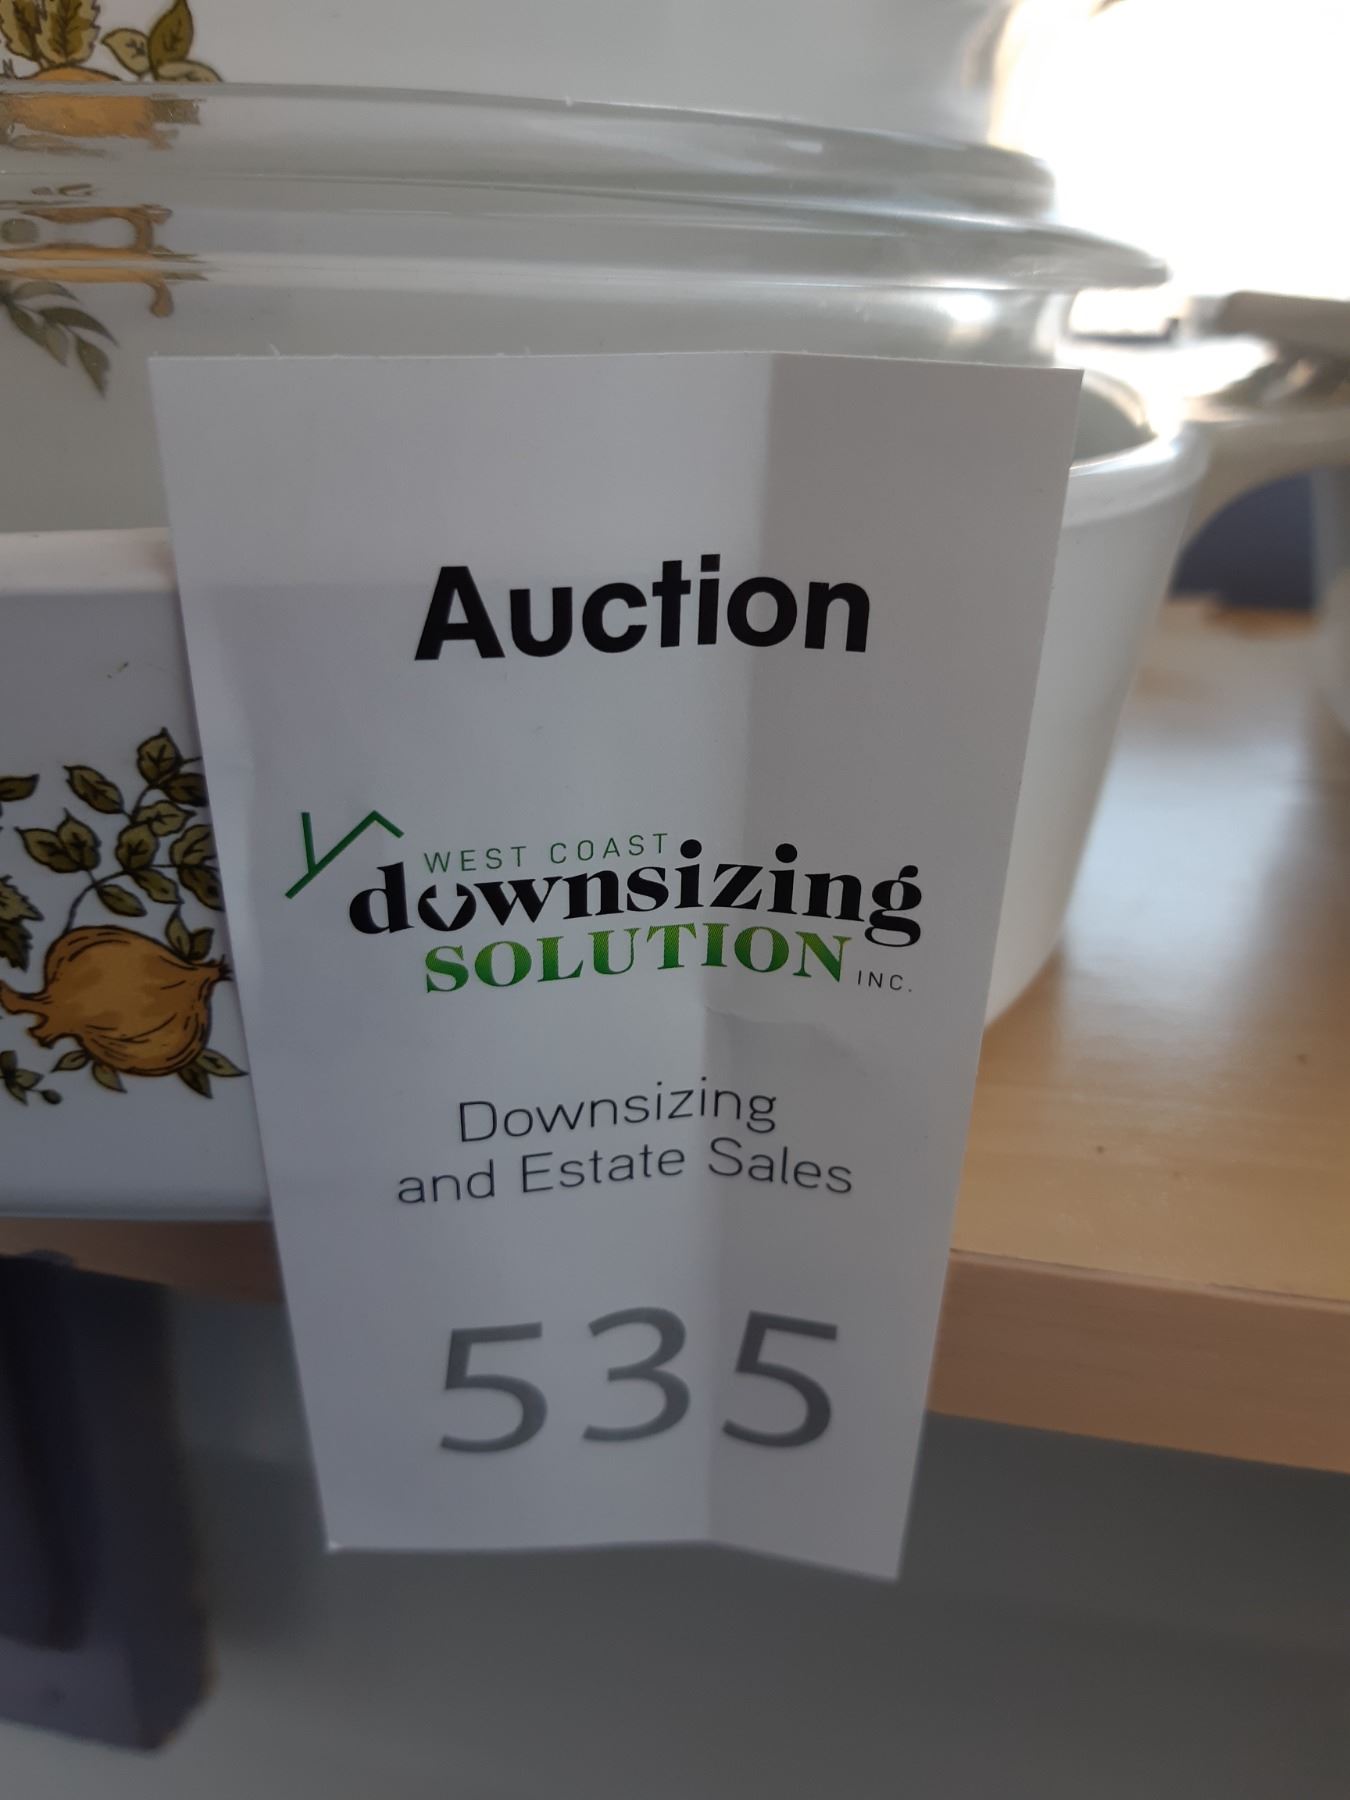 Auction
WEST COAST
downsizing
SOLUTION INC.
Downsizing
and Estate Sales
535